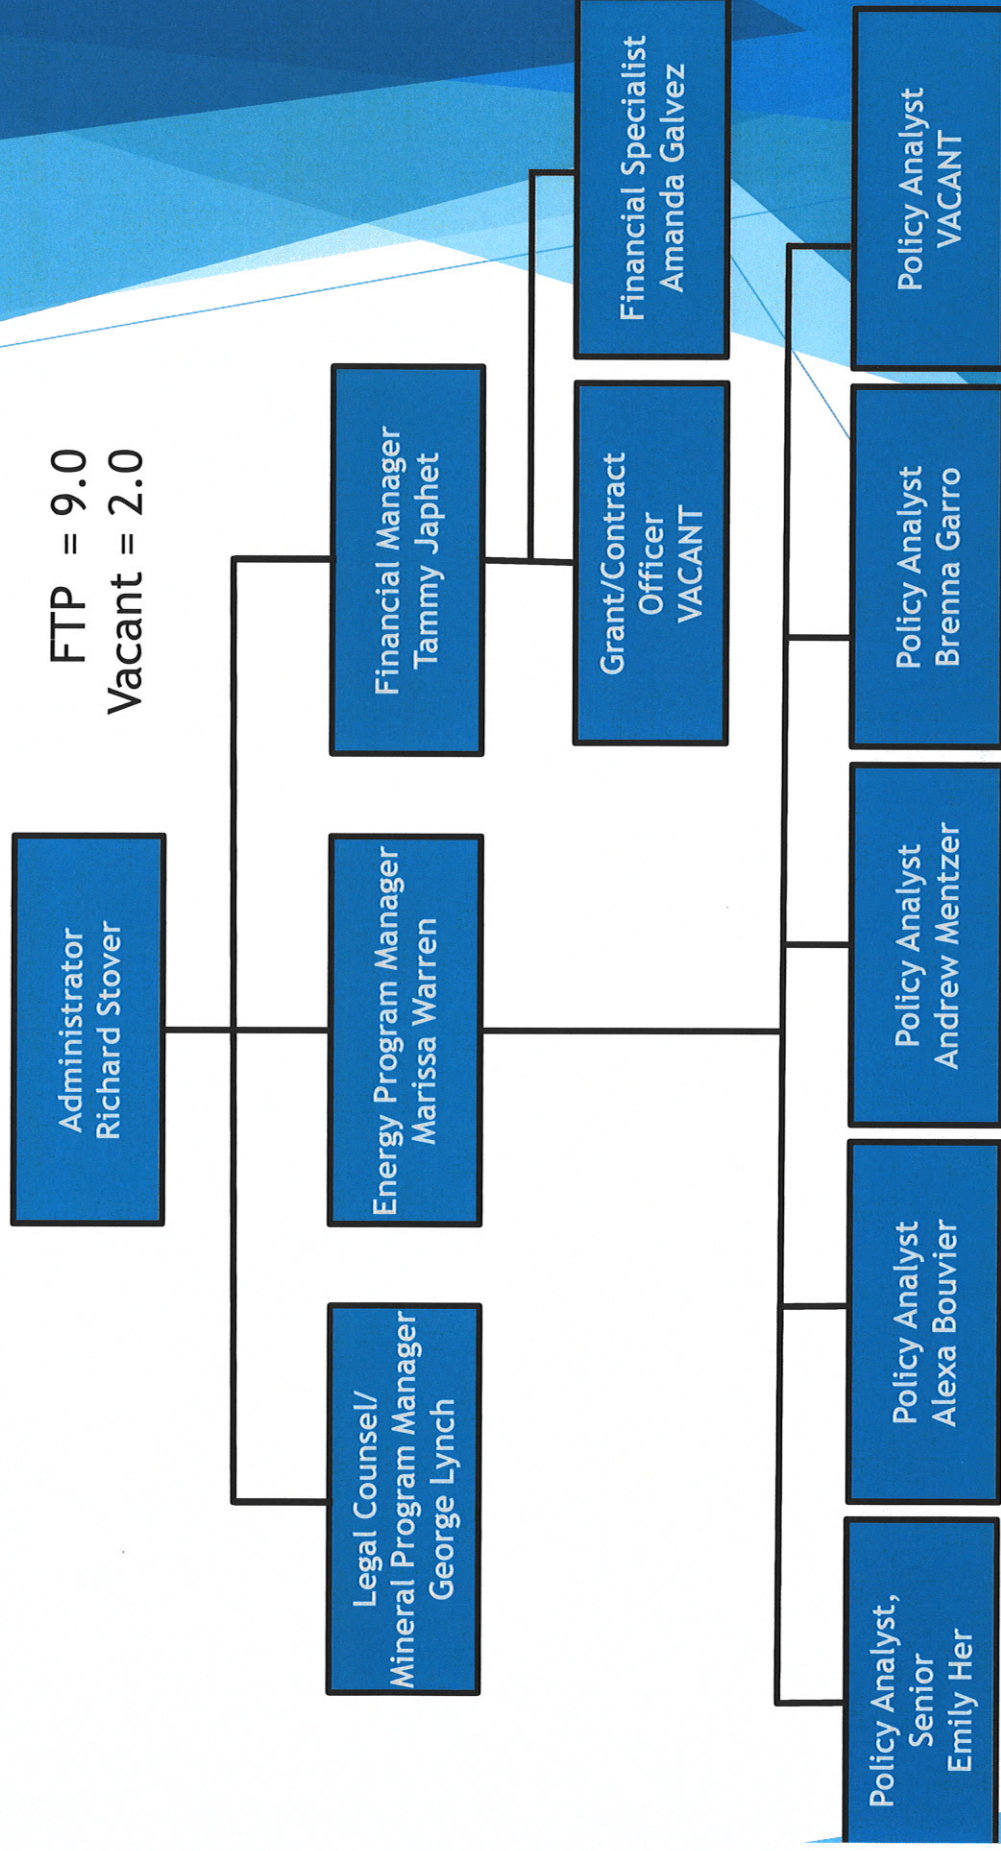 FTP = 9.0
Vacant = 2.0
Administrator
Richard Stover
Legal Counsel/
Mineral Program Manager
George Lynch
Energy Program Manager
Marissa Warren
Financial Manager
Tammy Japhet
Grant/Contract
Officer
VACANT
Financial Specialist
Amanda Galvez
Policy Analyst,
Senior
Emily Her
Policy Analyst
Alexa Bouvier
Policy Analyst
Andrew Mentzer
Policy Analyst
Brenna Garro
Policy Analyst
VACANT